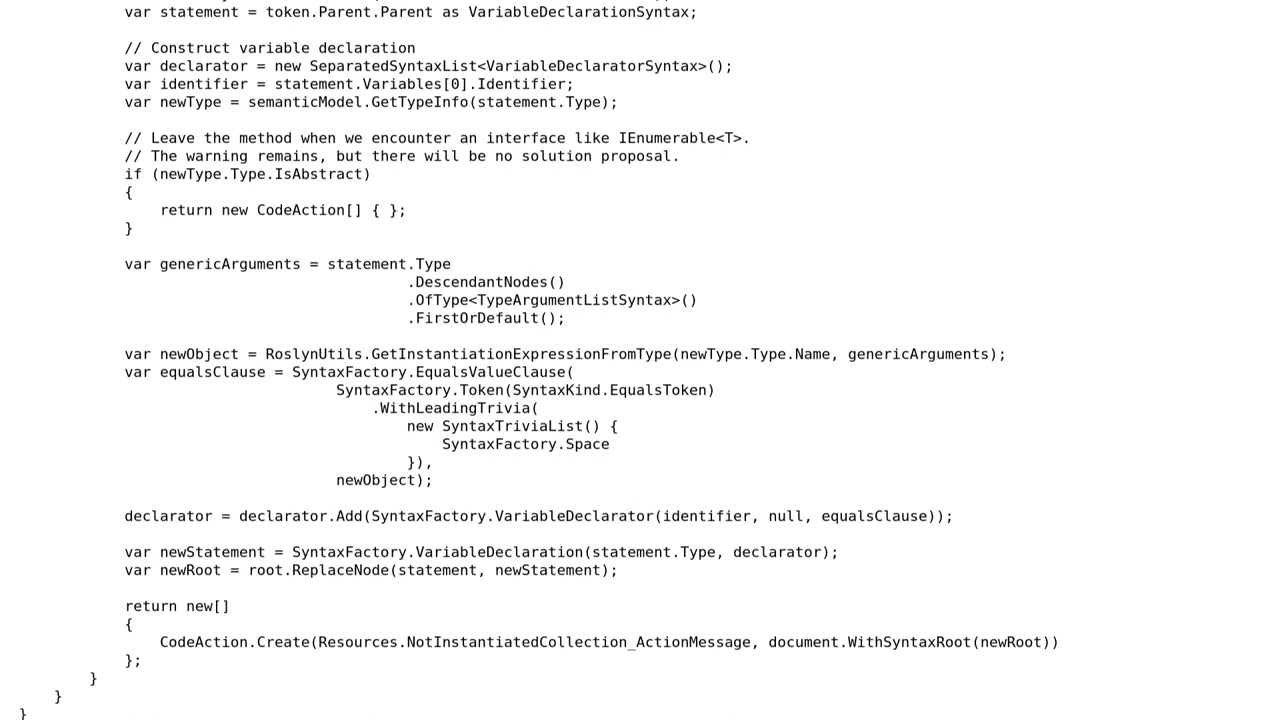 var statement = token.Parent.Parent as VariableDeclarationSyntax;
// Construct variable declaration
var declarator = new SeparatedSyntaxList<VariableDeclaratorSyntax>();
var identifier = statement.Variables[0].Identifier;
var newType = semanticModel.GetTypeInfo(statement.Type);
// Leave the method when we encounter an interface like IEnumerable<T>.
// The warning remains, but there will be no solution proposal.
if (newType.Type.IsAbstract)
{
return new CodeAction[] { };
}
var genericArguments = statement.Type
.DescendantNodes()
.OfType<TypeArgumentListSyntax>()
.FirstOrDefault();
var newObject = RoslynUtils.GetInstantiationExpressionFromType(newType.Type.Name, genericArguments);
var equalsClause = SyntaxFactory.EqualsValueClause(
SyntaxFactory.Token(SyntaxKind.EqualsToken)
.WithLeadingTrivia(
new SyntaxTriviaList() {
SyntaxFactory.Space
}),
newObject);
declarator = declarator.Add(SyntaxFactory.VariableDeclarator(identifier, null, equalsClause));
var newStatement = SyntaxFactory.VariableDeclaration(statement.Type, declarator);
var newRoot = root.ReplaceNode(statement, newStatement);
return new[]
{
CodeAction.Create(Resources.NotInstantiatedCollection_ActionMessage, document.WithSyntaxRoot(newRoot))
};
}
}
}